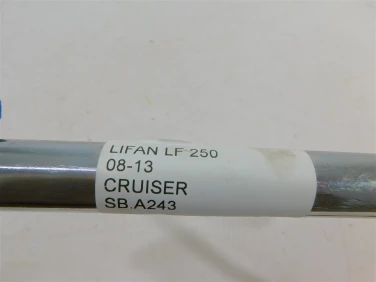 LIFAN LF 250
08-13
CRUISER
SB.A243